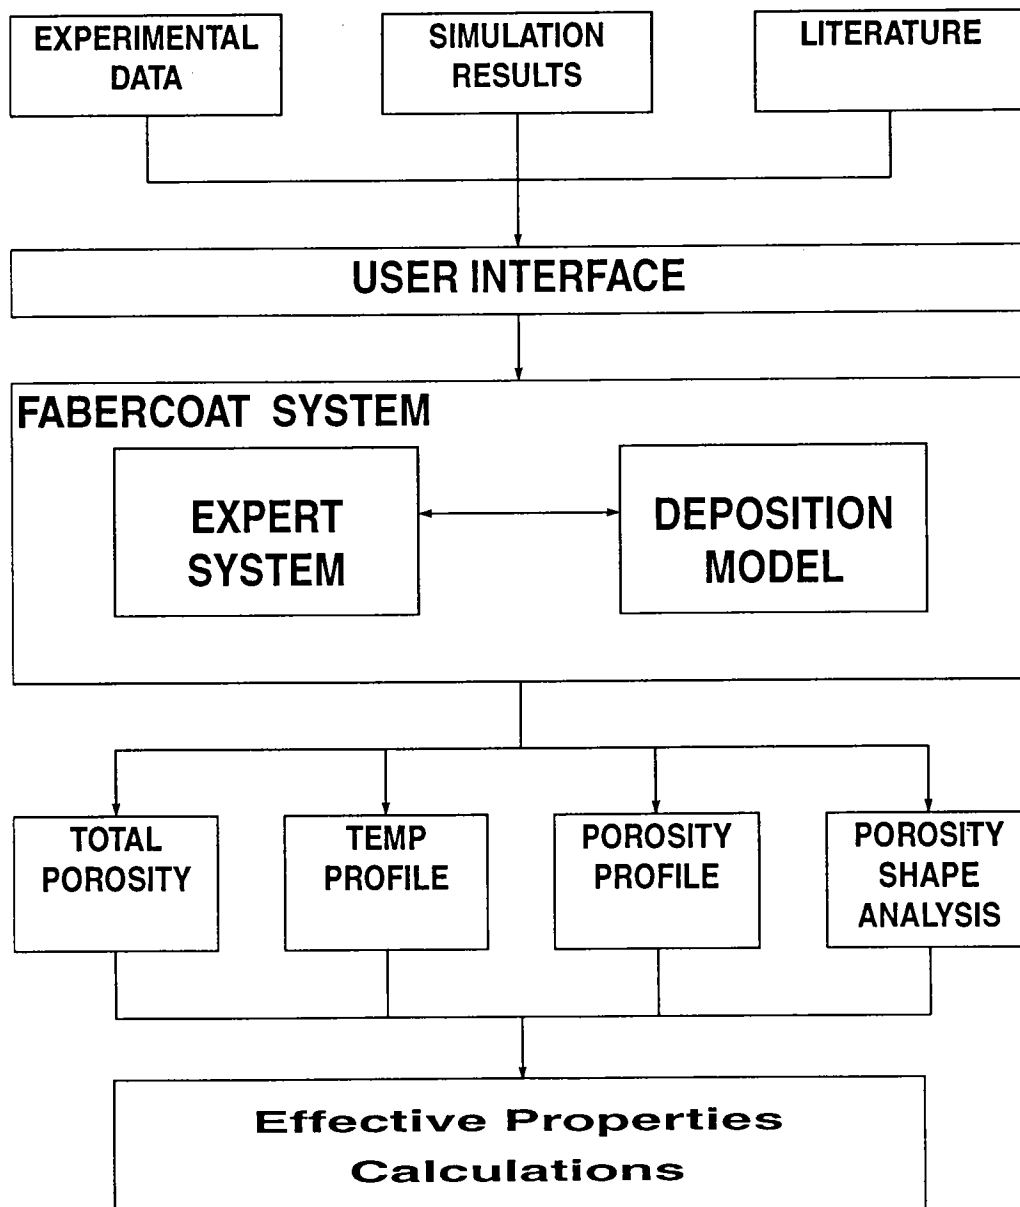 EXPERIMENTAL
DATA
SIMULATION
RESULTS
LITERATURE
USER INTERFACE
FABERCOAT SYSTEM
EXPERT
SYSTEM
DEPOSITION
MODEL
TOTAL
POROSITY
TEMP
PROFILE
POROSITY
PROFILE
POROSITY
SHAPE
ANALYSIS
Effective Properties
Calculations